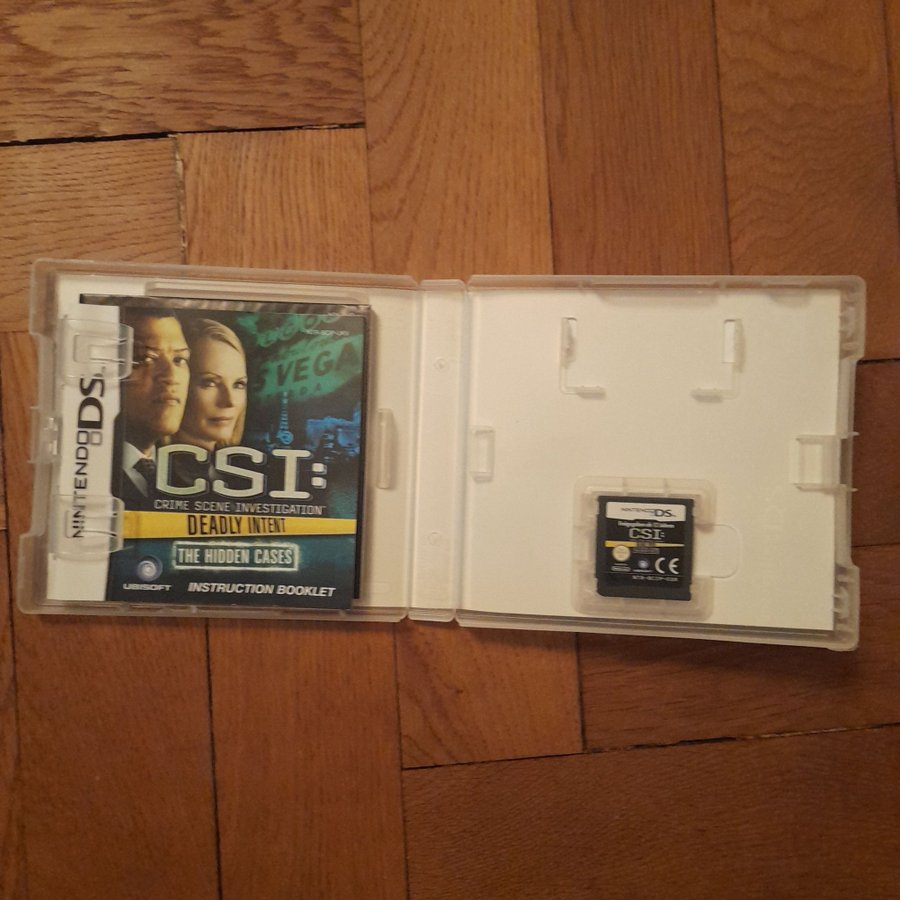 NINTENDO DS
VEGA
CSI:
CRIME SCENE INVESTIGATION
DEADLY INTENT
THE HIDDEN CASES
UBISOFT
INSTRUCTION BOOKLET
NINTENDO DS
CSI:
Nintendo
CE